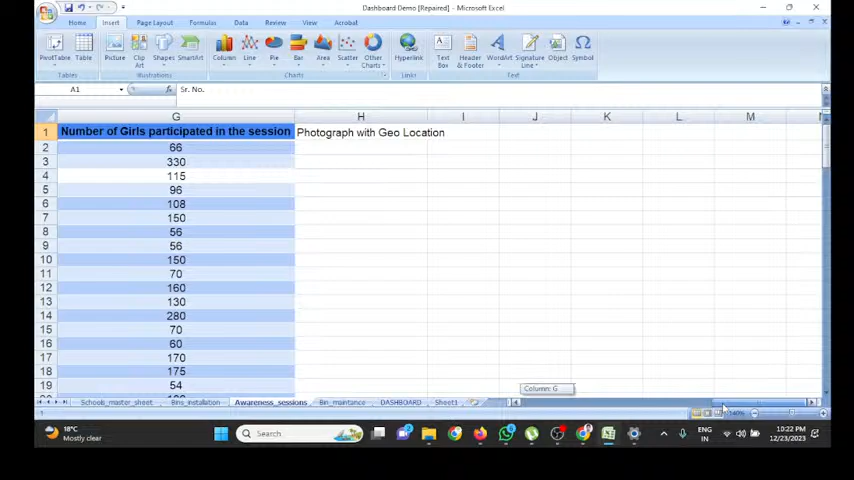 Dashboard Demo [Repaired] - Microsoft Excel
Home Insert Page Layout Formulas Data Review View Acrobat
PivotTable Table Picture Clip Art Shapes SmartArt Column Line Pie Bar Area Scatter Other Charts Hyperlink Text Box Header & Footer WordArt Signature Line Object Symbol
Tables Illustrations Charts Links Text
A1 fx Sr. No.
G H I J K L M
1 Number of Girls participated in the session Photograph with Geo Location
2 66
3 330
4 115
5 96
6 108
7 150
8 56
9 56
10 150
11 70
12 160
13 130
14 280
15 70
16 60
17 170
18 175
19 54
Column: G
Schools_master_sheet Bins_installation Awareness_sessions Bin_maintance DASHBOARD Sheet1
140%
18°C
Mostly clear
Search
ENG
IN
10:22 PM
12/23/2023